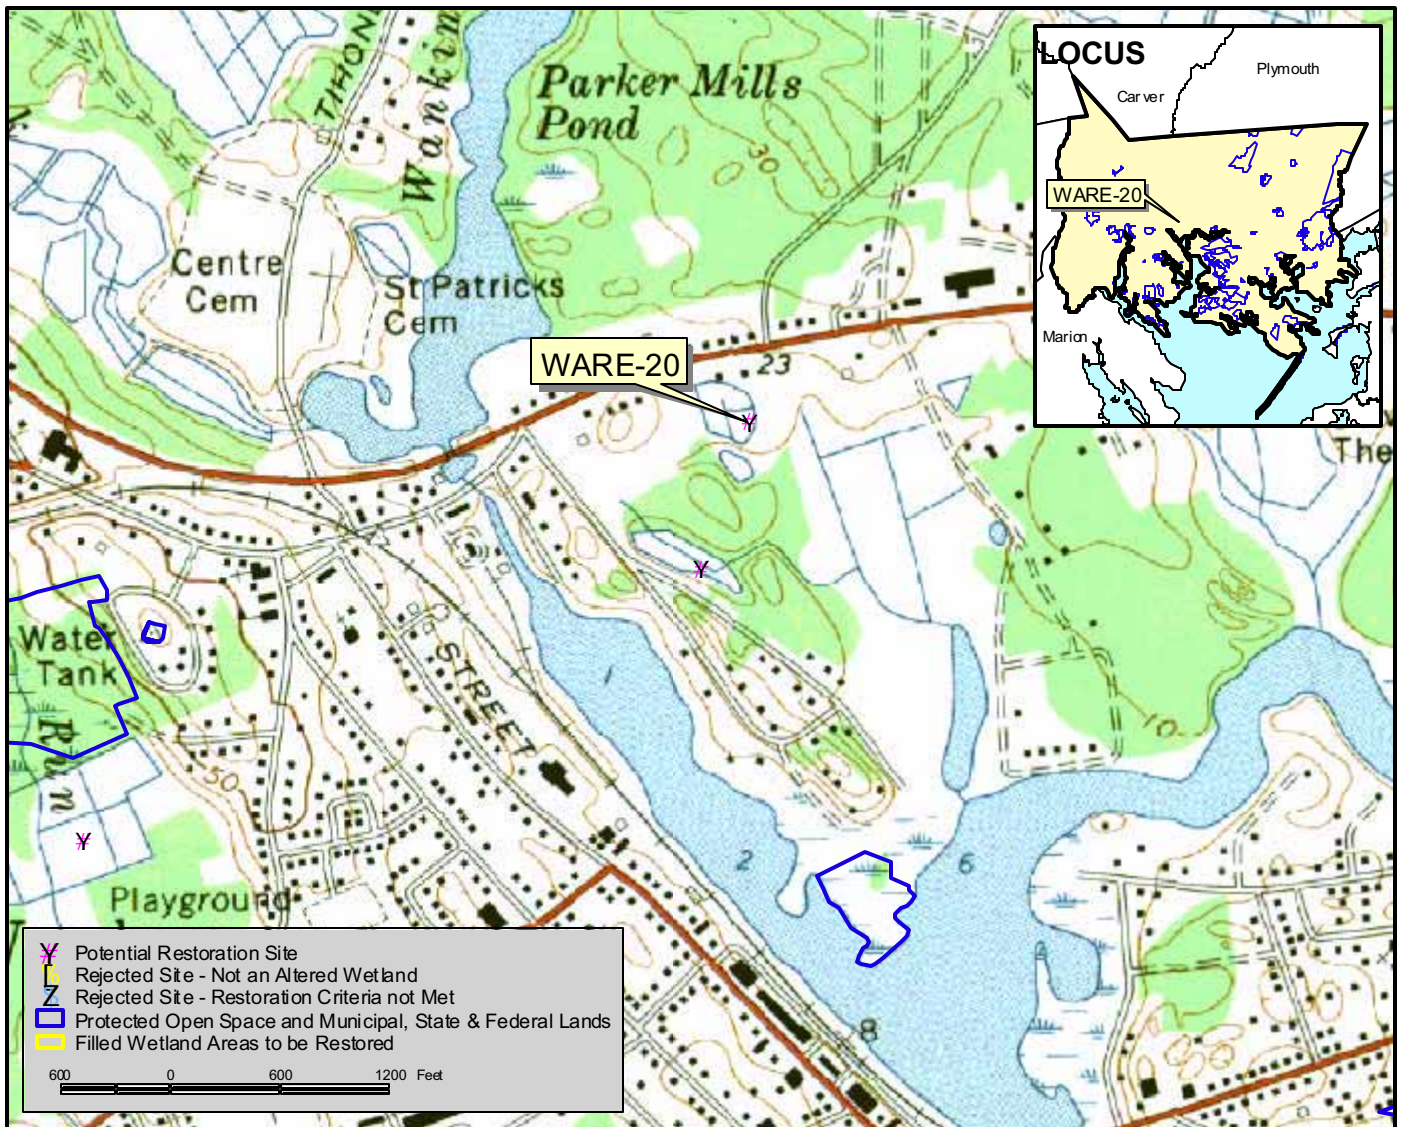 TIHONE
Wankin
Parker Mills
Pond
30
LOCUS
Plymouth
Carver
WARE-20
Marion
Centre
Cem
St Patricks
Cem
WARE-20
23
Y
The
Y
Water
Tank
Run
STREET
1
50
10
Y
2
6
Playground
8
Y Potential Restoration Site
Rejected Site - Not an Altered Wetland
Z Rejected Site - Restoration Criteria not Met
Protected Open Space and Municipal, State & Federal Lands
Filled Wetland Areas to be Restored
600 0 600 1200 Feet